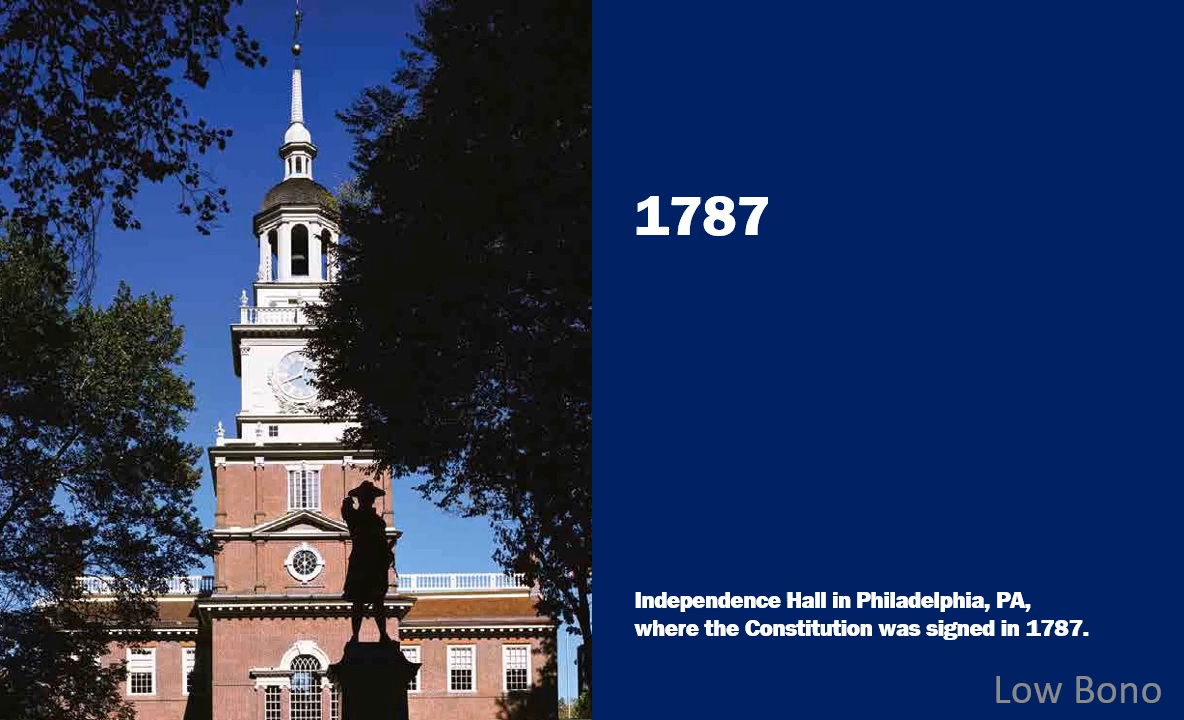 1787
Independence Hall in Philadelphia, PA,
where the Constitution was signed in 1787.
Low Bono